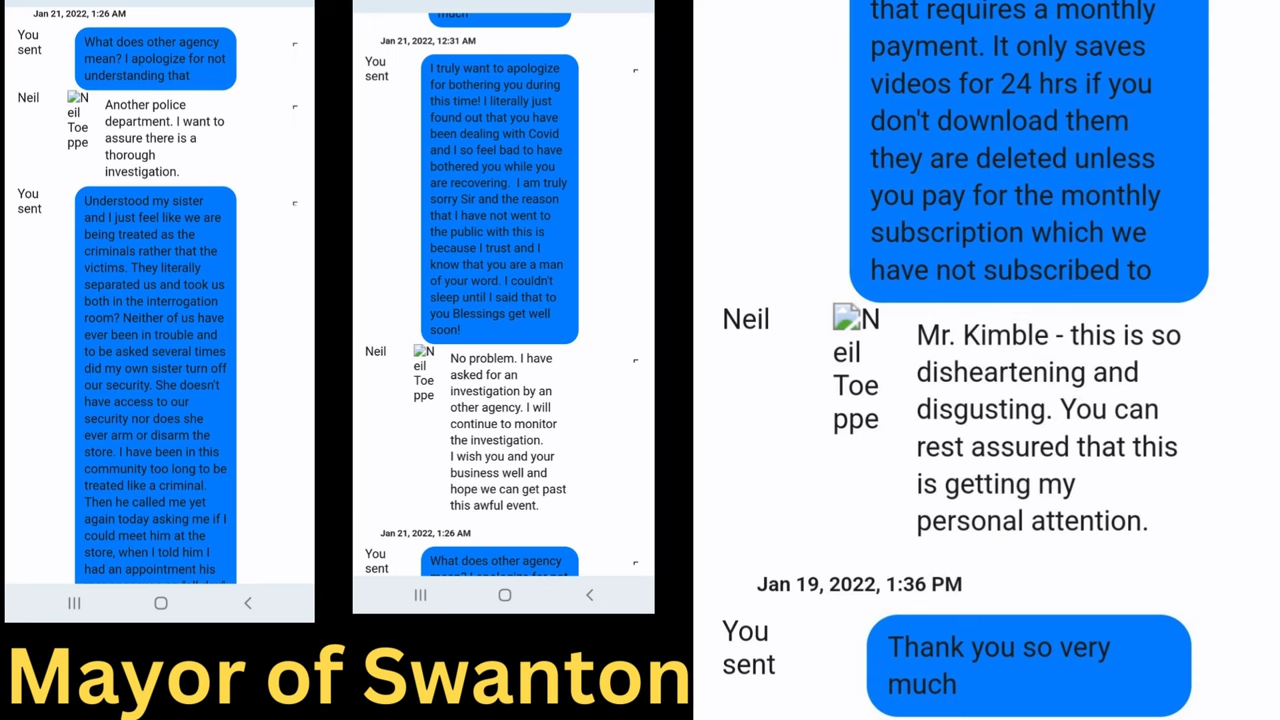 Jan 21, 2022, 1:26 AM
You
sent
What does other agency
mean? I apologize for not
understanding that
Neil
N
eil
Toe
ppe
Another police
department. I want to
assure there is a
thorough
investigation.
You
sent
Understood my sister
and I just feel like we are
being treated as the
criminals rather that the
victims. They literally
separated us and took us
both in the interrogation
room? Neither of us have
ever been in trouble and
to be asked several times
did my own sister turn off
our security. She doesn't
have access to our
security nor does she
ever arm or disarm the
store. I have been in this
community too long to be
treated like a criminal.
Then he called me yet
again today asking me if I
could meet him at the
store, when I told him I
had an appointment his
much
Jan 21, 2022, 12:31 AM
You
sent
I truly want to apologize
for bothering you during
this time! I literally just
found out that you have
been dealing with Covid
and I so feel bad to have
bothered you while you
are recovering. I am truly
sorry Sir and the reason
that I have not went to
the public with this is
because I trust and I
know that you are a man
of your word. I couldn't
sleep until I said that to
you Blessings get well
soon!
Neil
N
eil
Toe
ppe
No problem. I have
asked for an
investigation by an
other agency. I will
continue to monitor
the investigation.
I wish you and your
business well and
hope we can get past
this awful event.
Jan 21, 2022, 1:26 AM
You
sent
What does other agency
mean? I apologize for not
Mayor of Swanton
that requires a monthly
payment. It only saves
videos for 24 hrs if you
don't download them
they are deleted unless
you pay for the monthly
subscription which we
have not subscribed to
Neil
N
eil
Toe
ppe
Mr. Kimble - this is so
disheartening and
disgusting. You can
rest assured that this
is getting my
personal attention.
Jan 19, 2022, 1:36 PM
You
sent
Thank you so very
much